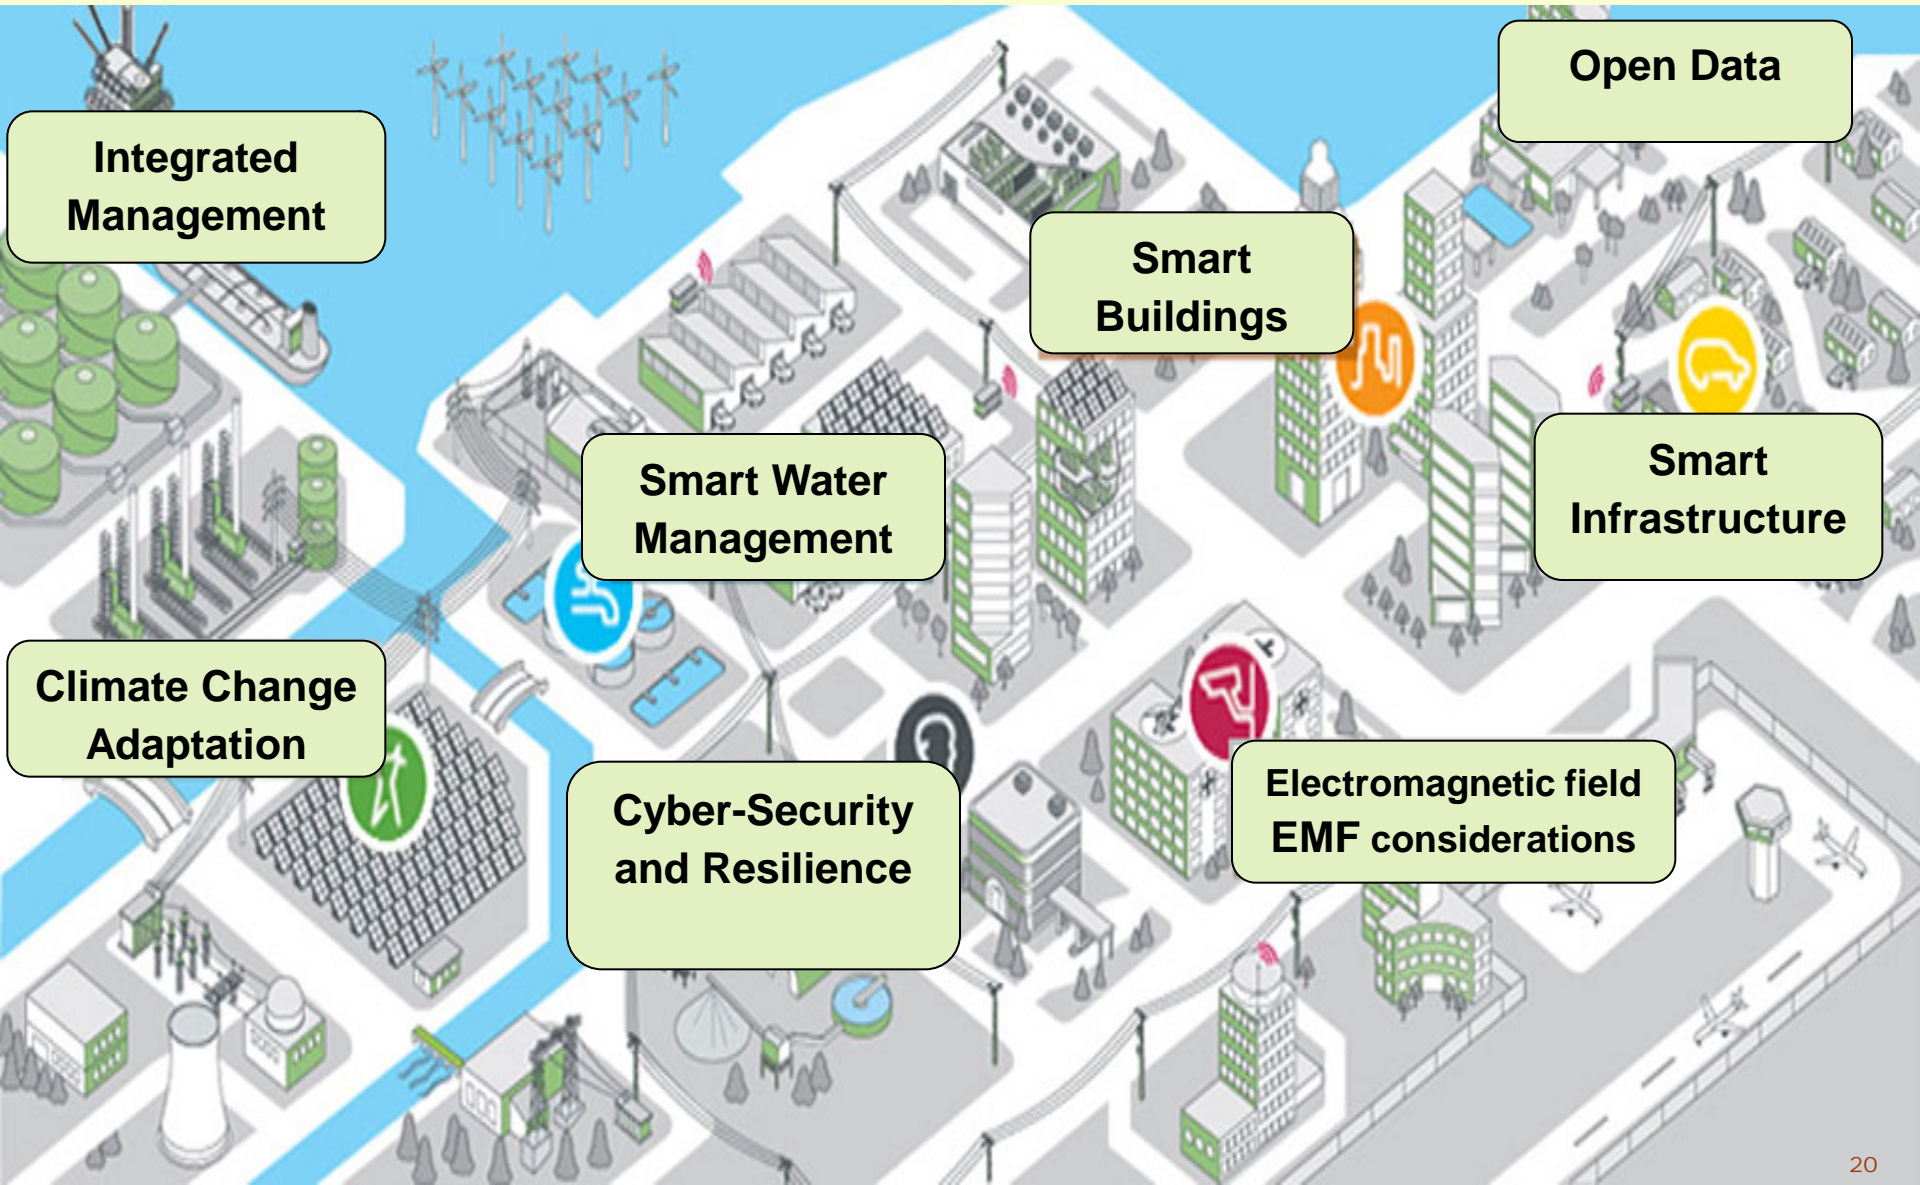 Open Data
Integrated
Management
Smart
Buildings
Smart Water
Management
Smart
Infrastructure
Climate Change
Adaptation
Cyber-Security
and Resilience
Electromagnetic field
EMF considerations
20